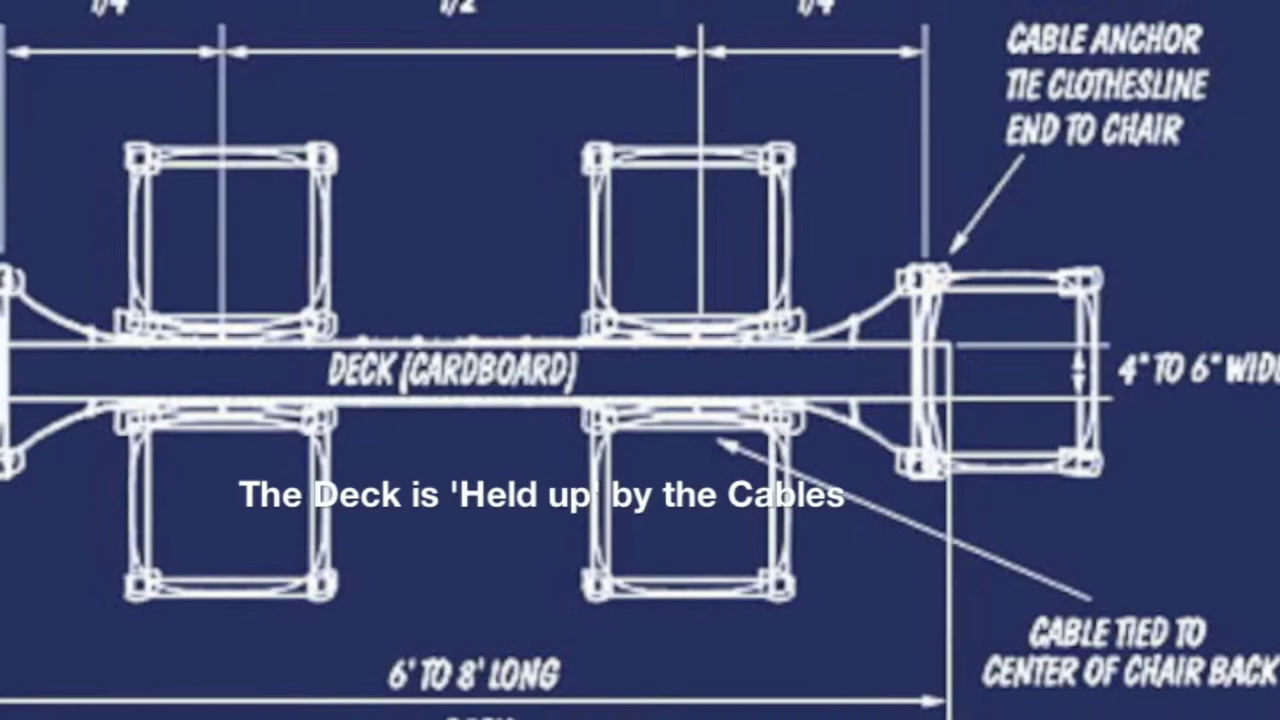 1/4
1/2
1/4
CABLE ANCHOR
TIE CLOTHESLINE
END TO CHAIR
DECK (CARDBOARD)
4" TO 6" WIDE
The Deck is 'Held up' by the Cables
CABLE TIED TO
CENTER OF CHAIR BACK
6' TO 8' LONG